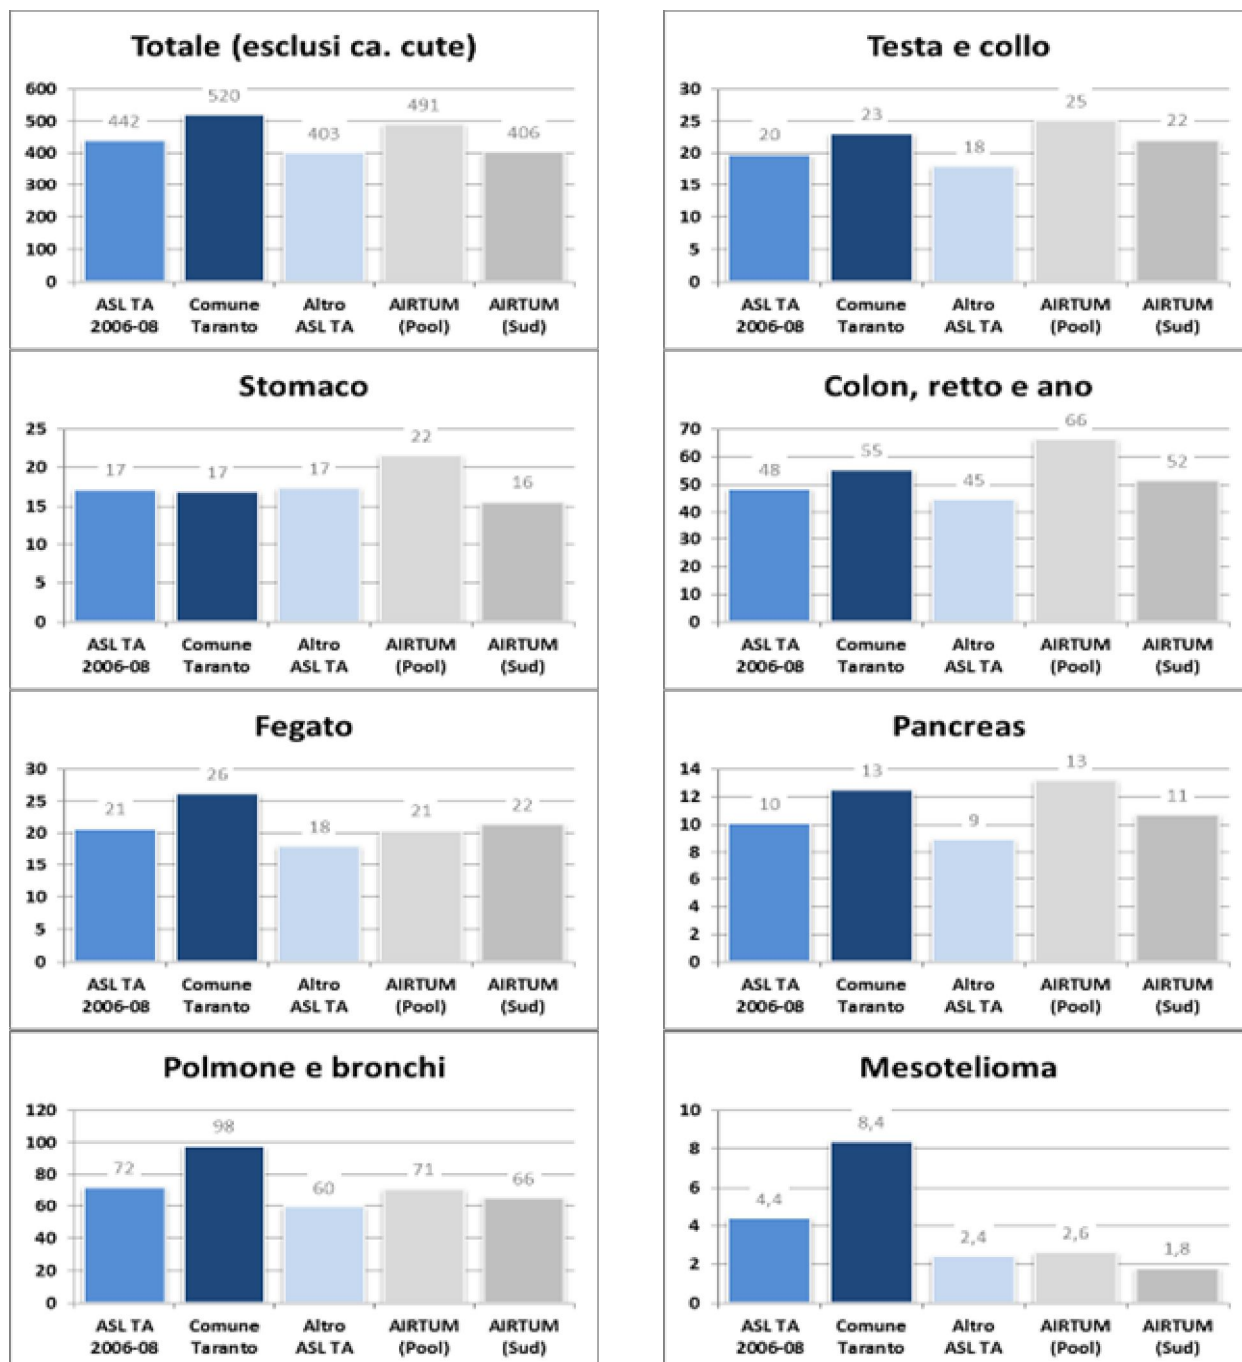 Totale (esclusi ca. cute)
600
500
400
300
200
100
0
442
520
403
491
406
ASL TA
2006-08
Comune
Taranto
Altro
ASL TA
AIRTUM
(Pool)
AIRTUM
(Sud)
Testa e collo
30
25
20
15
10
5
0
20
23
18
25
22
ASL TA
2006-08
Comune
Taranto
Altro
ASL TA
AIRTUM
(Pool)
AIRTUM
(Sud)
Stomaco
25
20
15
10
5
0
17
17
17
22
16
ASL TA
2006-08
Comune
Taranto
Altro
ASL TA
AIRTUM
(Pool)
AIRTUM
(Sud)
Colon, retto e ano
70
60
50
40
30
20
10
0
48
55
45
66
52
ASL TA
2006-08
Comune
Taranto
Altro
ASL TA
AIRTUM
(Pool)
AIRTUM
(Sud)
Fegato
30
25
20
15
10
5
0
21
26
18
21
22
ASL TA
2006-08
Comune
Taranto
Altro
ASL TA
AIRTUM
(Pool)
AIRTUM
(Sud)
Pancreas
14
12
10
8
6
4
2
0
10
13
9
13
11
ASL TA
2006-08
Comune
Taranto
Altro
ASL TA
AIRTUM
(Pool)
AIRTUM
(Sud)
Polmone e bronchi
120
100
80
60
40
20
0
72
98
60
71
66
ASL TA
2006-08
Comune
Taranto
Altro
ASL TA
AIRTUM
(Pool)
AIRTUM
(Sud)
Mesotelioma
10
8
6
4
2
0
4,4
8,4
2,4
2,6
1,8
ASL TA
2006-08
Comune
Taranto
Altro
ASL TA
AIRTUM
(Pool)
AIRTUM
(Sud)